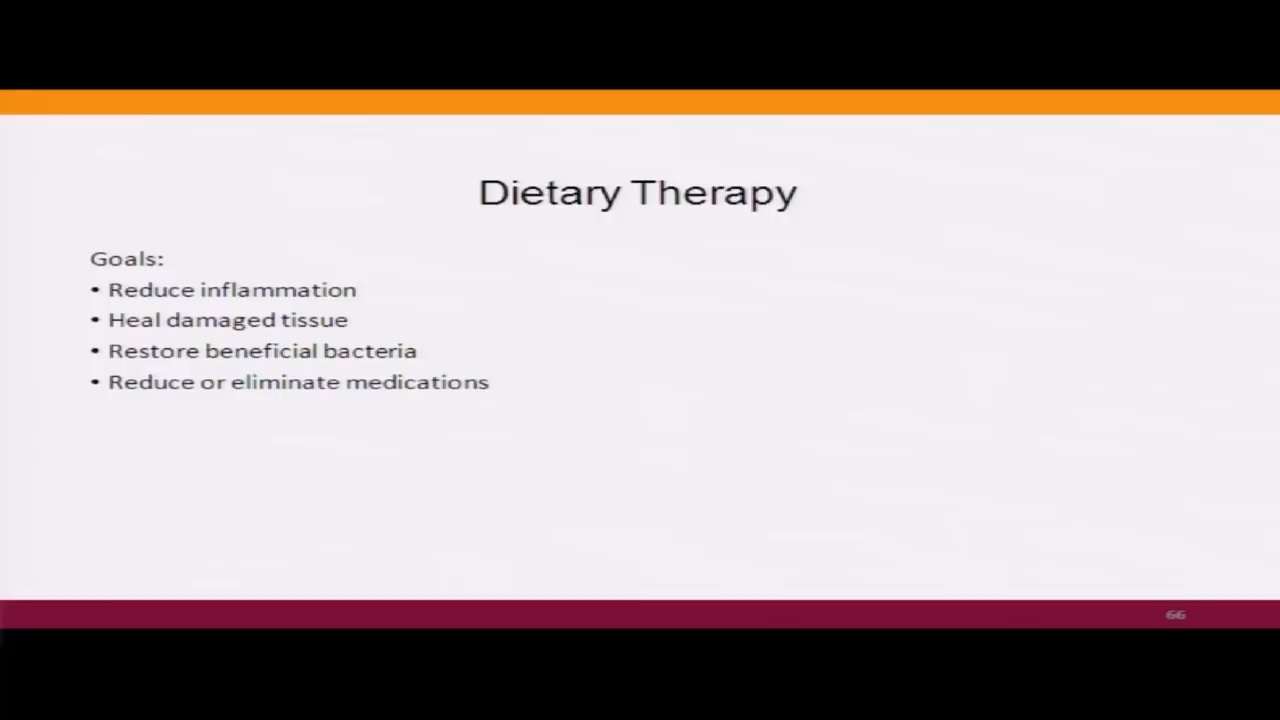 Dietary Therapy
Goals:
• Reduce inflammation
• Heal damaged tissue
• Restore beneficial bacteria
• Reduce or eliminate medications
66